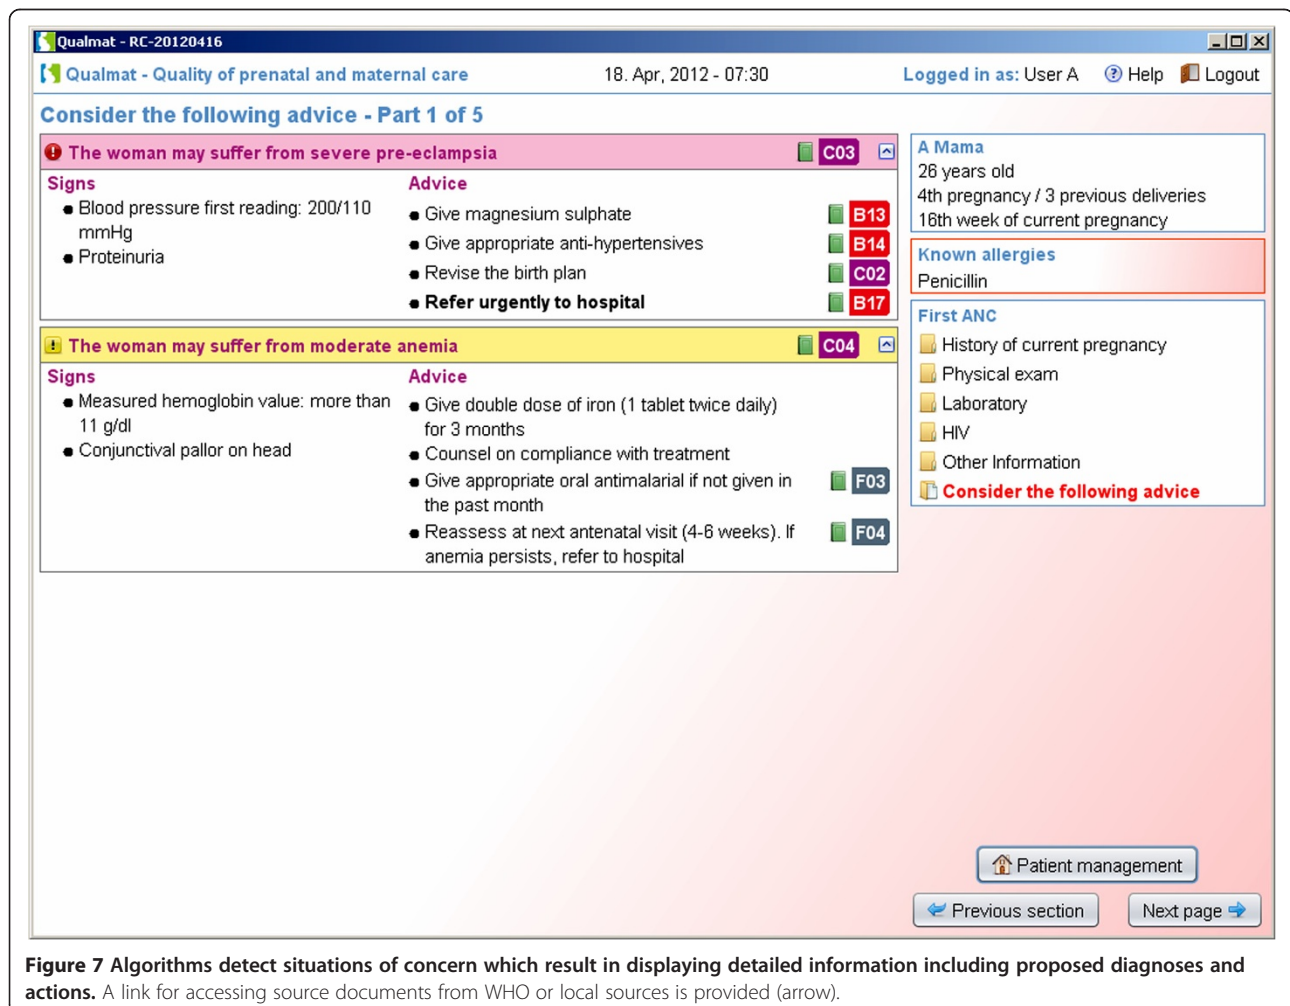 Qualmat - RC-20120416
Qualmat - Quality of prenatal and maternal care
18. Apr, 2012 - 07:30
Logged in as: User A
Help
Logout
Consider the following advice - Part 1 of 5
The woman may suffer from severe pre-eclampsia
C03
Signs
Blood pressure first reading: 200/110
mmHg
Proteinuria
Advice
Give magnesium sulphate
B13
Give appropriate anti-hypertensives
B14
Revise the birth plan
C02
Refer urgently to hospital
B17
The woman may suffer from moderate anemia
C04
Signs
Measured hemoglobin value: more than
11 g/dl
Conjunctival pallor on head
Advice
Give double dose of iron (1 tablet twice daily)
for 3 months
Counsel on compliance with treatment
Give appropriate oral antimalarial if not given in
the past month
F03
Reassess at next antenatal visit (4-6 weeks). If
anemia persists, refer to hospital
F04
A Mama
26 years old
4th pregnancy / 3 previous deliveries
16th week of current pregnancy
Known allergies
Penicillin
First ANC
History of current pregnancy
Physical exam
Laboratory
HIV
Other Information
Consider the following advice
Patient management
Previous section
Next page
Figure 7 Algorithms detect situations of concern which result in displaying detailed information including proposed diagnoses and
actions. A link for accessing source documents from WHO or local sources is provided (arrow).